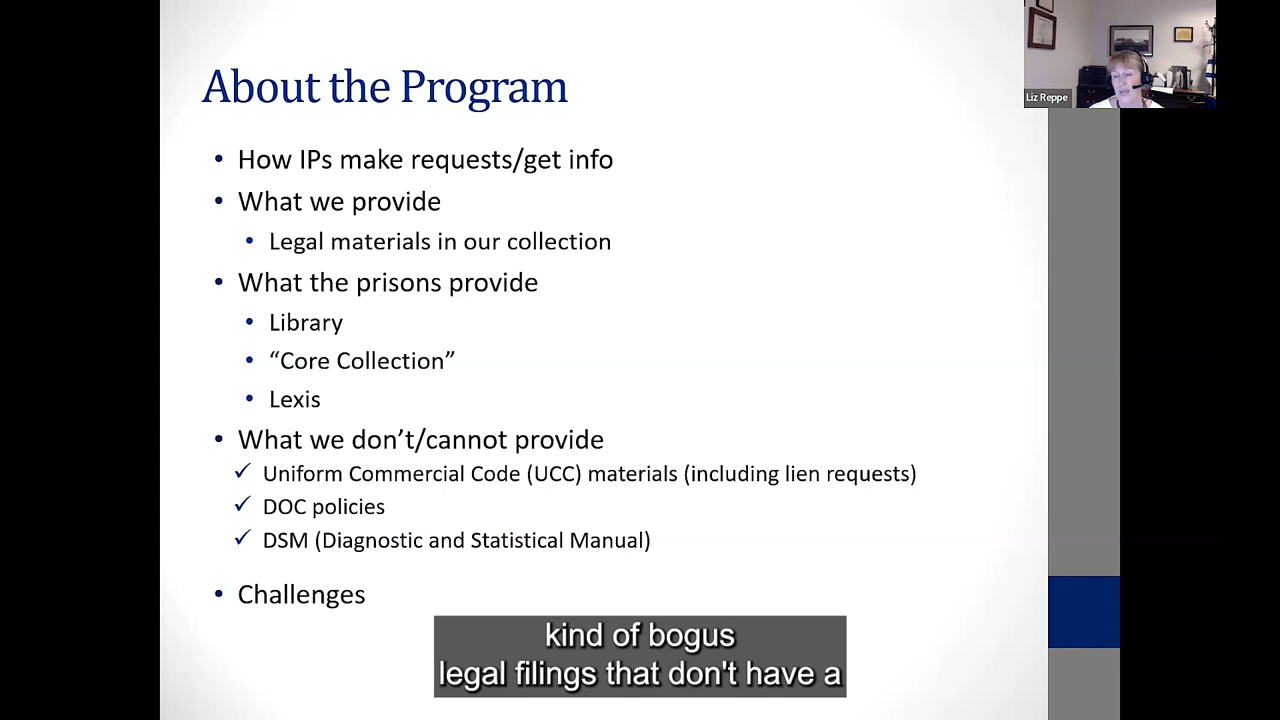 About the Program
Liz Reppe
• How IPs make requests/get info
• What we provide
• Legal materials in our collection
• What the prisons provide
• Library
• “Core Collection”
• Lexis
• What we don’t/cannot provide
✓ Uniform Commercial Code (UCC) materials (including lien requests)
✓ DOC policies
✓ DSM (Diagnostic and Statistical Manual)
• Challenges
kind of bogus
legal filings that don't have a